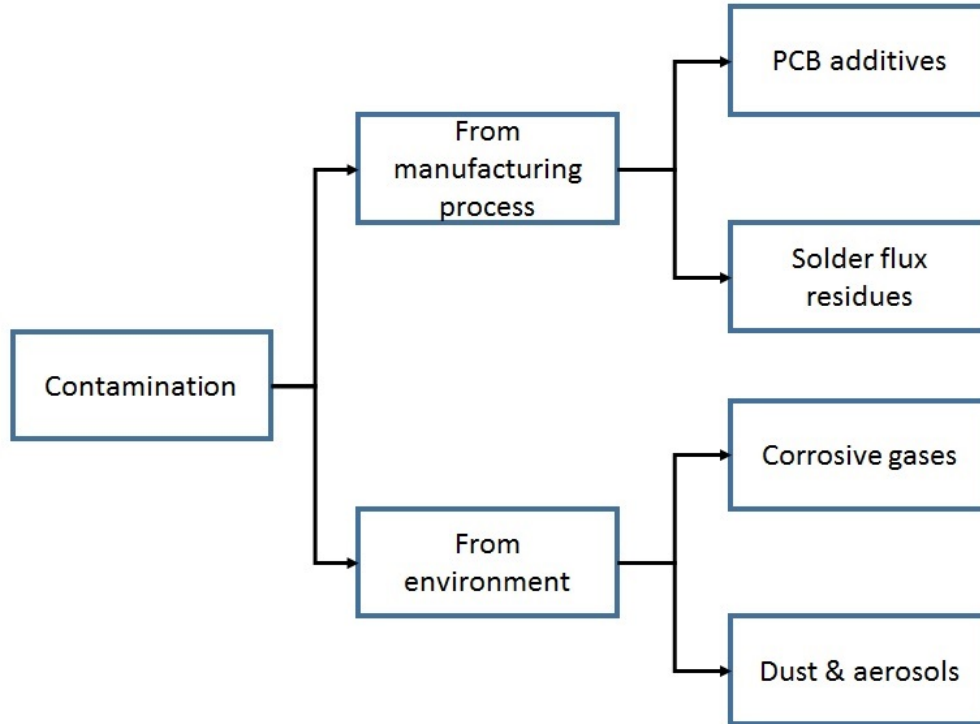 PCB additives
From
manufacturing
process
Solder flux
residues
Contamination
Corrosive gases
From
environment
Dust & aerosols